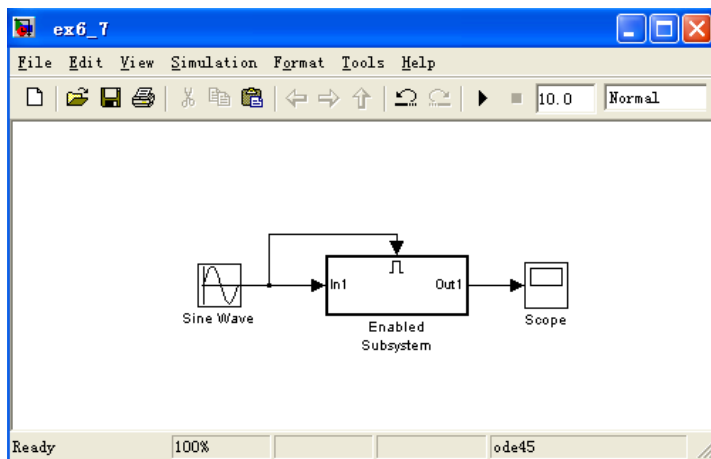 ex6_7
File Edit View Simulation Format Tools Help
10.0 Normal
In1 Out1
Sine Wave
Enabled
Subsystem
Scope
Ready 100% ode45